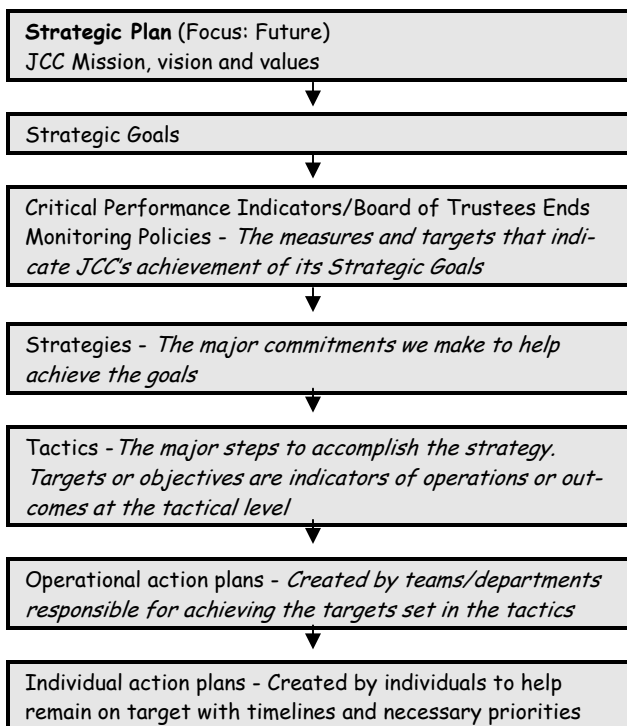 Strategic Plan (Focus: Future)
JCC Mission, vision and values
Strategic Goals
Critical Performance Indicators/Board of Trustees Ends
Monitoring Policies - The measures and targets that indi-
cate JCC's achievement of its Strategic Goals
Strategies - The major commitments we make to help
achieve the goals
Tactics -The major steps to accomplish the strategy.
Targets or objectives are indicators of operations or out-
comes at the tactical level
Operational action plans - Created by teams/departments
responsible for achieving the targets set in the tactics
Individual action plans - Created by individuals to help
remain on target with timelines and necessary priorities